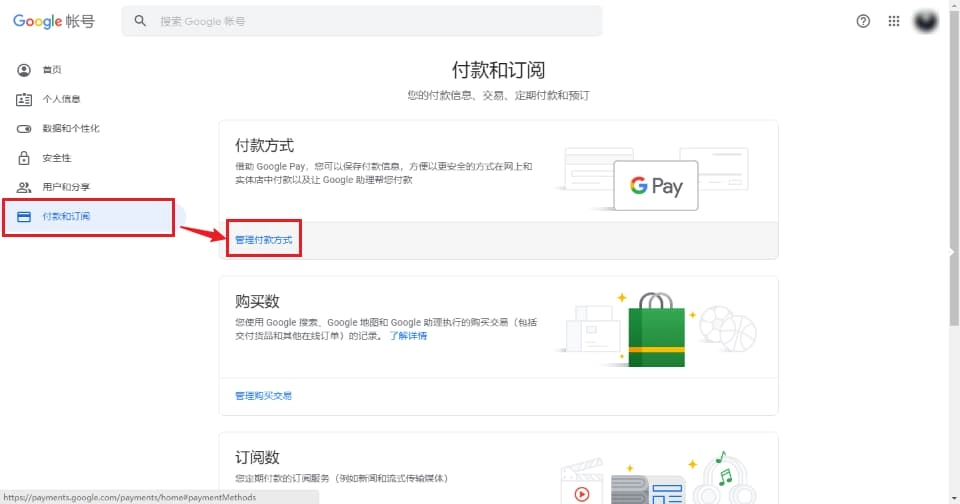 Google 帐号
搜索 Google 帐号
首页
个人信息
数据和个性化
安全性
用户和分享
付款和订阅
付款和订阅
您的付款信息、交易、定期付款和预订
付款方式
借助 Google Pay，您可以保存付款信息，方便以更安全的方式在网上和
实体店中付款以及让 Google 助理帮您付款
G Pay
管理付款方式
购买数
您使用 Google 搜索、Google 地图和 Google 助理执行的购买交易（包括
交付货品和其他在线订单）的记录。 了解详情
管理购买交易
订阅数
您定期付款的订阅服务（例如新闻和流式传输媒体）
https://payments.google.com/payments/home#paymentMethods